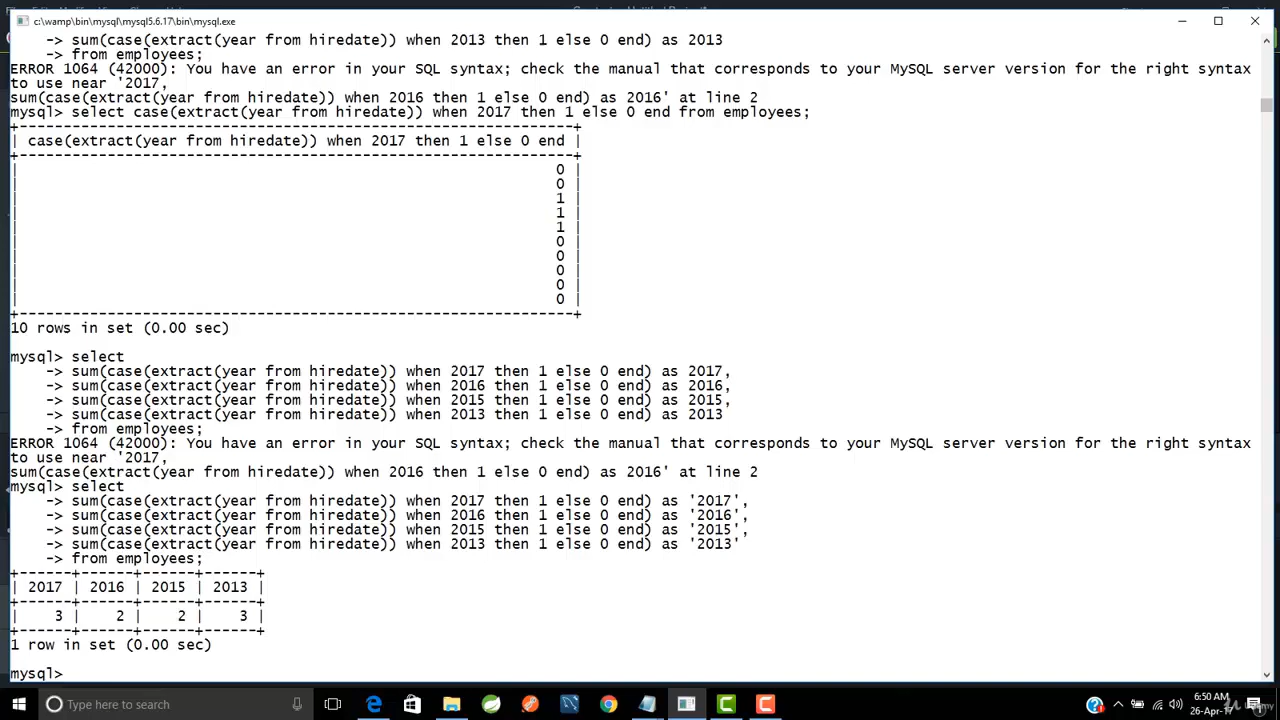 c:\wamp\bin\mysql\mysql5.6.17\bin\mysql.exe
-> sum(case(extract(year from hiredate)) when 2013 then 1 else 0 end) as 2013
-> from employees;
ERROR 1064 (42000): You have an error in your SQL syntax; check the manual that corresponds to your MySQL server version for the right syntax
to use near '2017,
sum(case(extract(year from hiredate)) when 2016 then 1 else 0 end) as 2016' at line 2
mysql> select case(extract(year from hiredate)) when 2017 then 1 else 0 end from employees;
+---------------------------------------------------------------+
| case(extract(year from hiredate)) when 2017 then 1 else 0 end |
+---------------------------------------------------------------+
| 0 |
| 0 |
| 1 |
| 1 |
| 1 |
| 0 |
| 0 |
| 0 |
| 0 |
| 0 |
+---------------------------------------------------------------+
10 rows in set (0.00 sec)
mysql> select
-> sum(case(extract(year from hiredate)) when 2017 then 1 else 0 end) as 2017,
-> sum(case(extract(year from hiredate)) when 2016 then 1 else 0 end) as 2016,
-> sum(case(extract(year from hiredate)) when 2015 then 1 else 0 end) as 2015,
-> sum(case(extract(year from hiredate)) when 2013 then 1 else 0 end) as 2013
-> from employees;
ERROR 1064 (42000): You have an error in your SQL syntax; check the manual that corresponds to your MySQL server version for the right syntax
to use near '2017,
sum(case(extract(year from hiredate)) when 2016 then 1 else 0 end) as 2016' at line 2
mysql> select
-> sum(case(extract(year from hiredate)) when 2017 then 1 else 0 end) as '2017',
-> sum(case(extract(year from hiredate)) when 2016 then 1 else 0 end) as '2016',
-> sum(case(extract(year from hiredate)) when 2015 then 1 else 0 end) as '2015',
-> sum(case(extract(year from hiredate)) when 2013 then 1 else 0 end) as '2013'
-> from employees;
+------+------+------+------+
| 2017 | 2016 | 2015 | 2013 |
+------+------+------+------+
| 3 | 2 | 2 | 3 |
+------+------+------+------+
1 row in set (0.00 sec)
mysql>
Type here to search
6:50 AM
26-Apr-17